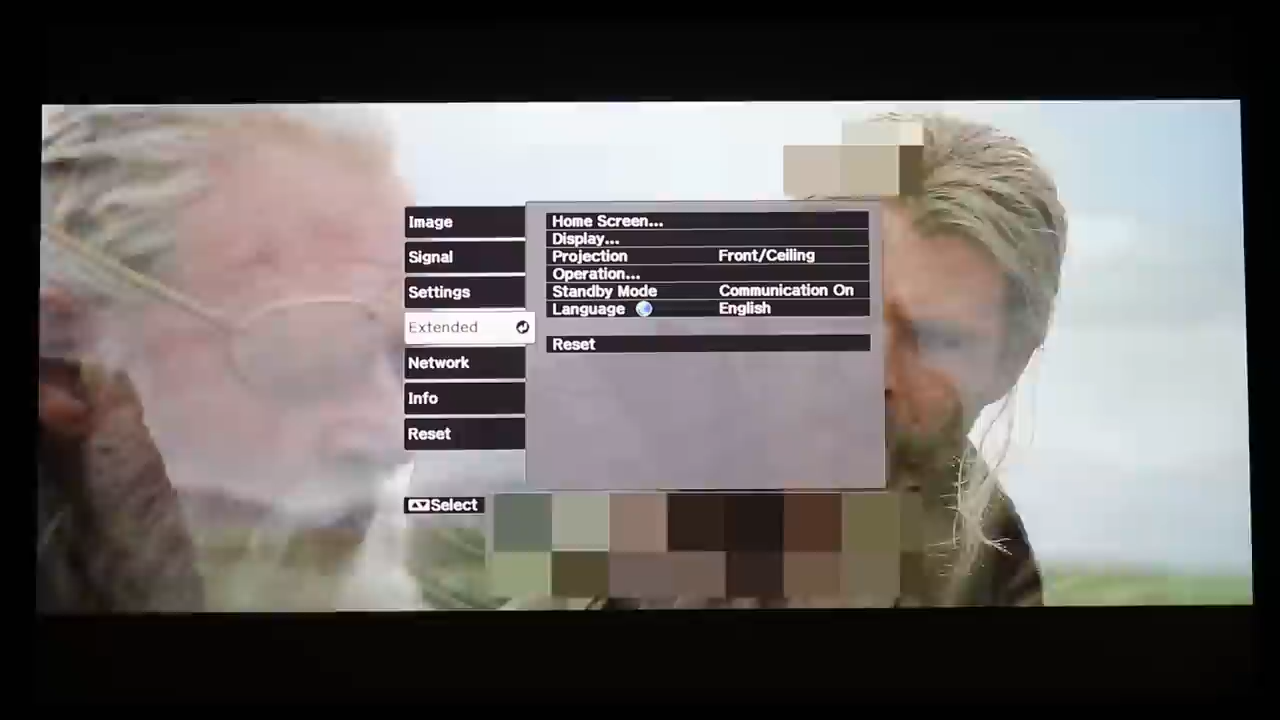 Image
Signal
Settings
Extended
Network
Info
Reset
Home Screen...
Display...
Projection Front/Ceiling
Operation...
Standby Mode Communication On
Language English
Reset
Select